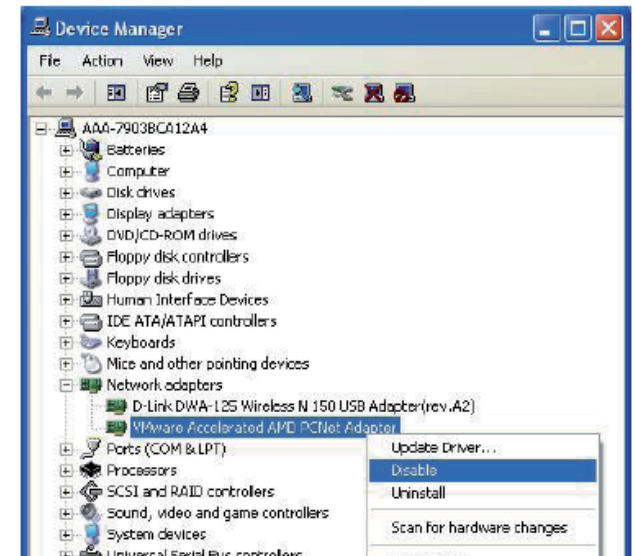 Device Manager
File Action View Help
AAA-7903BCA12A4
Batteries
Computer
Disk drives
Display adapters
DVD/CD-ROM drives
Floppy disk controllers
Floppy disk drives
Human Interface Devices
IDE ATA/ATAPI controllers
Keyboards
Mice and other pointing devices
Network adapters
D-Link DWA-125 Wireless N 150 USB Adapter(rev.A2)
VMware Accelerated AMD PCNet Adapter
Ports (COM & LPT)
Update Driver...
Processors
Disable
SCSI and RAID controllers
Uninstall
Sound, video and game controllers
System devices
Scan for hardware changes
Universal Serial Bus controllers